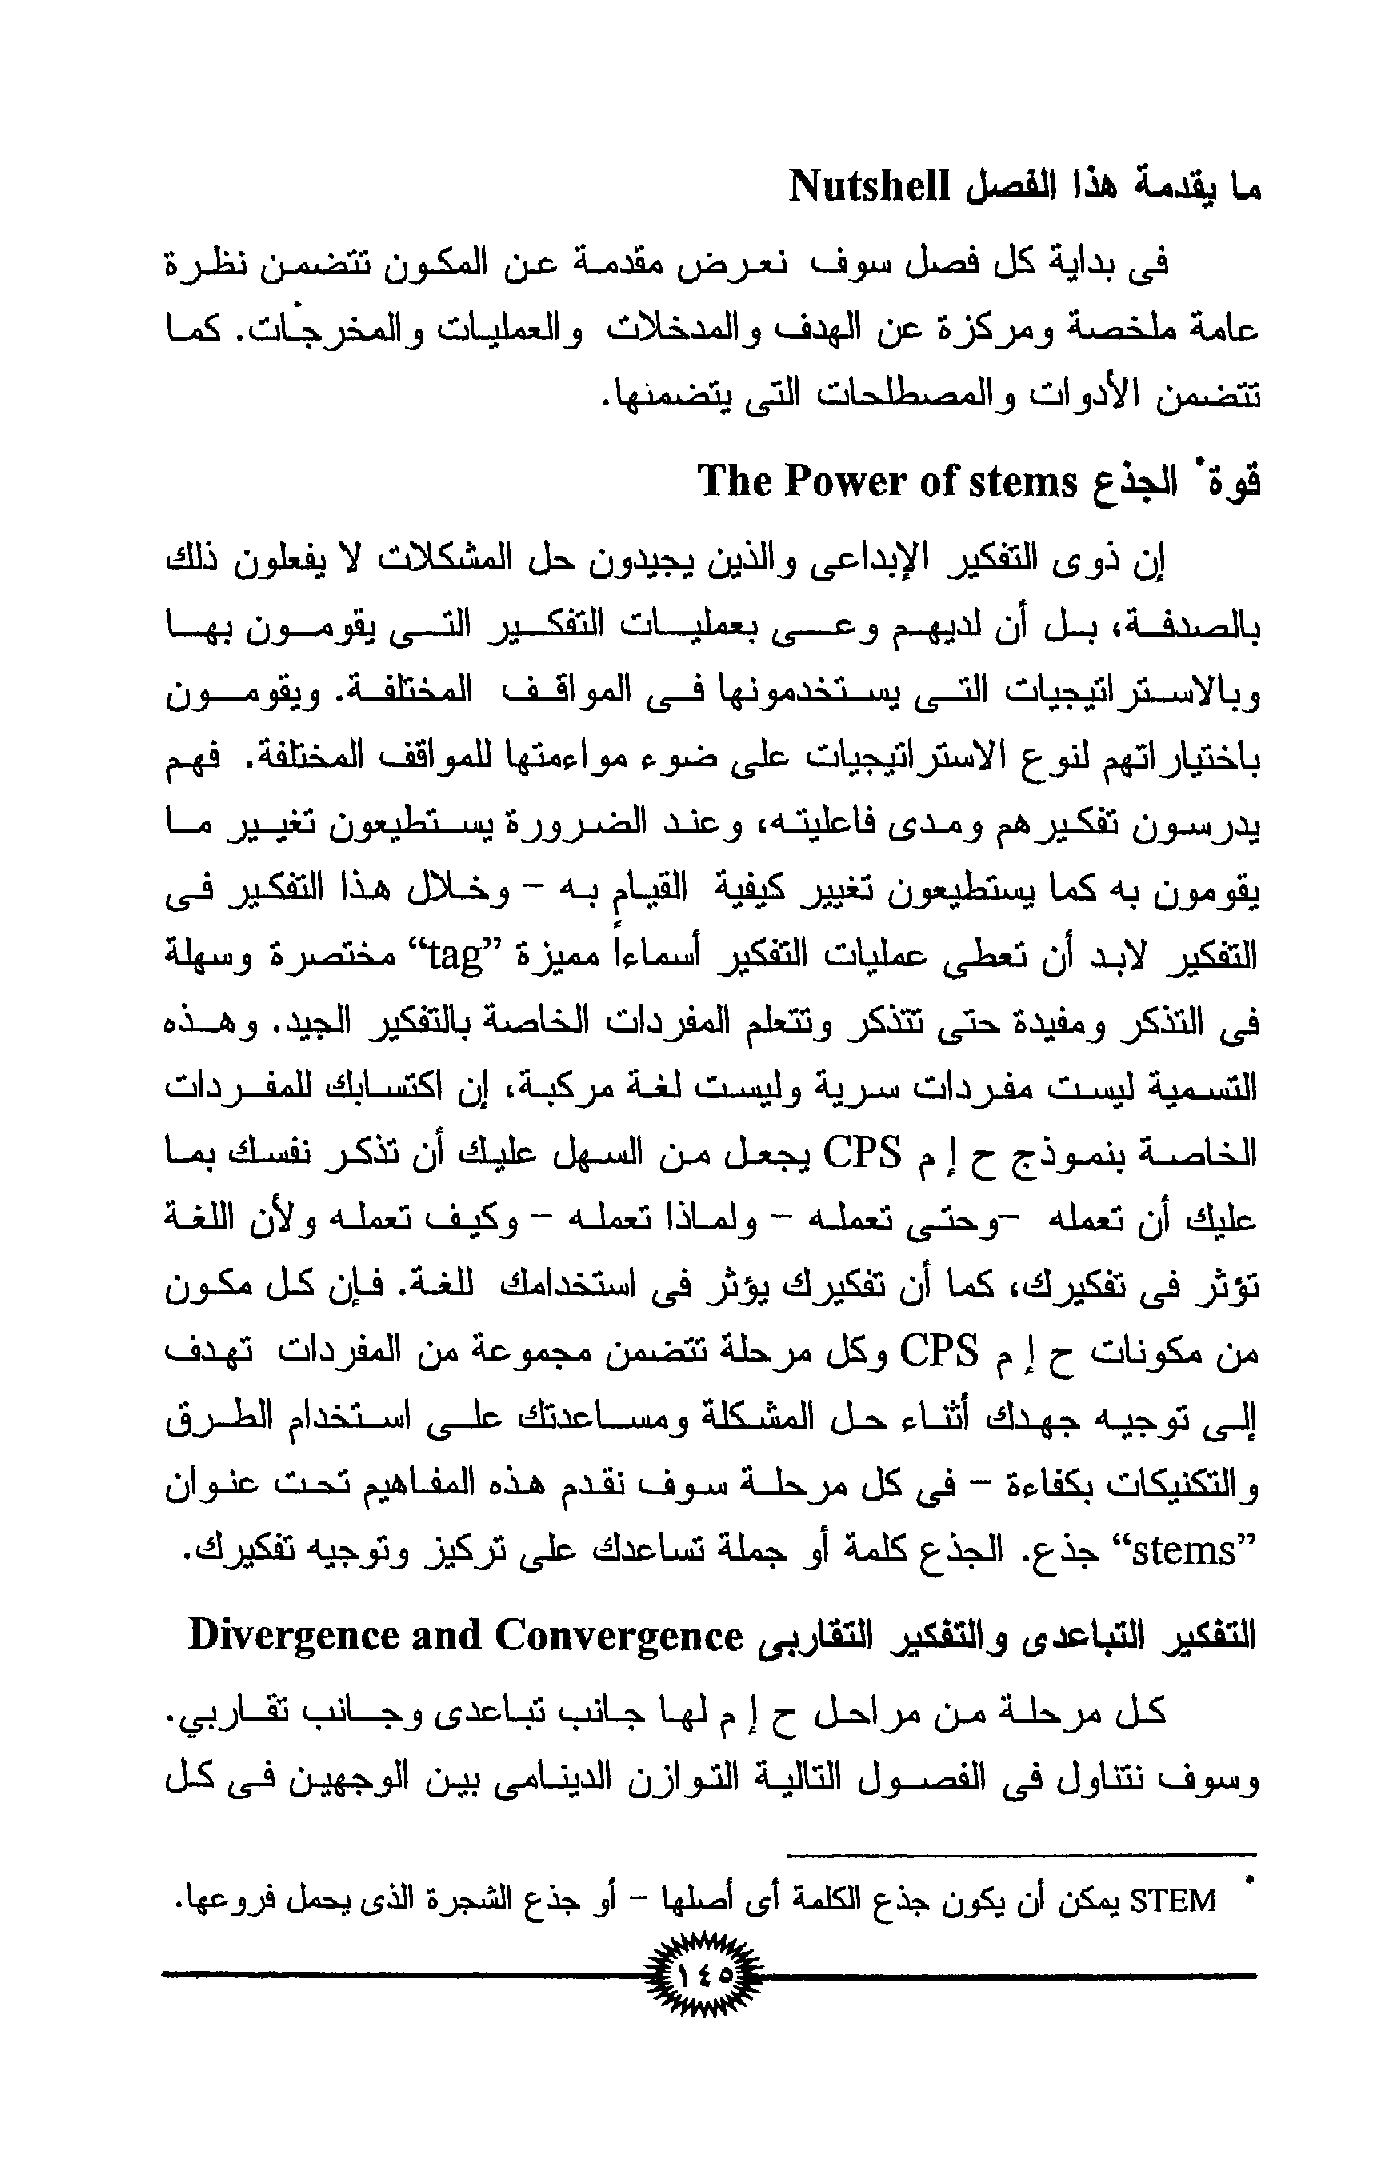 ما يقدمة هذا الفصل Nutshell
فى بداية كل فصل سوف نعرض مقدمة عن المكون تتضمن نظرة
عامة ملخصة ومركزة عن الهدف والمدخلات والعمليات والمخرجات. كما
تتضمن الأدوات والمصطلحات التى يتضمنها.
قوة* الجذع The Power of stems
إن ذوى التفكير الإبداعى والذين يجيدون حل المشكلات لا يفعلون ذلك
بالصدفة، بل أن لديهم وعى بعمليات التفكير التى يقومون بها
وبالاستراتيجيات التى يستخدمونها فى المواقف المختلفة. ويقومون
باختياراتهم لنوع الاستراتيجيات على ضوء مواءمتها للمواقف المختلفة. فهم
يدرسون تفكيرهم ومدى فاعليته، وعند الضرورة يستطيعون تغيير ما
يقومون به كما يستطيعون تغيير كيفية القيام به – وخلال هذا التفكير فى
التفكير لابد أن تعطى عمليات التفكير أسماءاً مميزة “tag” مختصرة وسهلة
فى التذكر ومفيدة حتى تتذكر وتتعلم المفردات الخاصة بالتفكير الجيد. وهذه
التسمية ليست مفردات سرية وليست لغة مركبة، إن اكتسابك للمفردات
الخاصة بنموذج ح إ م CPS يجعل من السهل عليك أن تذكر نفسك بما
عليك أن تعمله –وحتى تعمله – ولماذا تعمله – وكيف تعمله ولأن اللغة
تؤثر فى تفكيرك، كما أن تفكيرك يؤثر فى استخدامك للغة. فإن كل مكون
من مكونات ح إ م CPS وكل مرحلة تتضمن مجموعة من المفردات تهدف
إلى توجيه جهدك أثناء حل المشكلة ومساعدتك على استخدام الطرق
والتكنيكات بكفاءة – فى كل مرحلة سوف نقدم هذه المفاهيم تحت عنوان
“stems” جذع. الجذع كلمة أو جملة تساعدك على تركيز وتوجيه تفكيرك.
التفكير التباعدى والتفكير التقاربى Divergence and Convergence
كل مرحلة من مراحل ح إ م لها جانب تباعدى وجانب تقاربي.
وسوف نتناول فى الفصول التالية التوازن الدينامى بين الوجهين فى كل
* STEM يمكن أن يكون جذع الكلمة أى أصلها – أو جذع الشجرة الذى يحمل فروعها.
١٤٥